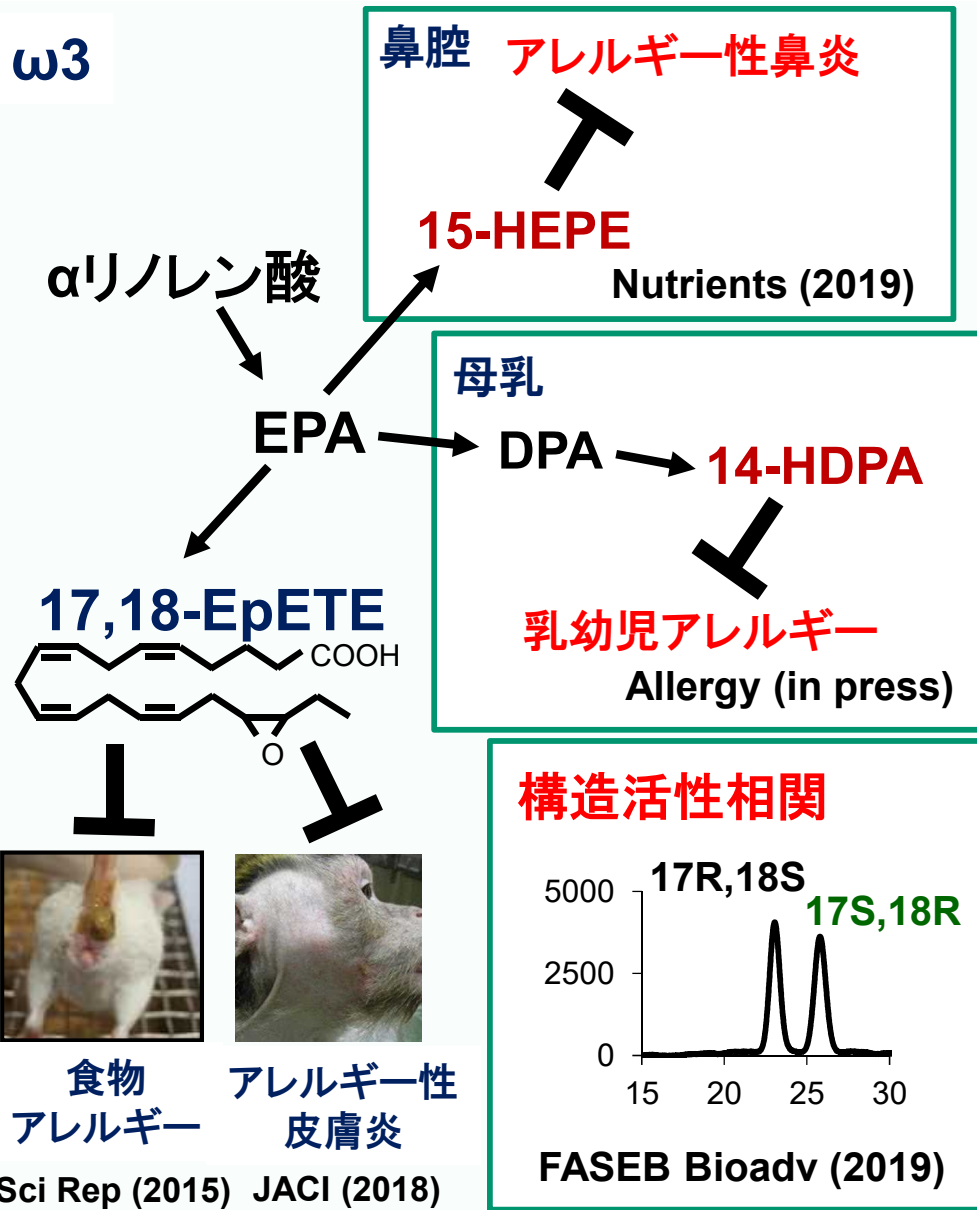 ω3
鼻腔 アレルギー性鼻炎
15-HEPE
Nutrients (2019)
αリノレン酸
EPA
母乳
DPA
14-HDPA
乳幼児アレルギー
Allergy (in press)
17,18-EpETE
COOH
O
食物
アレルギー
Sci Rep (2015)
アレルギー性
皮膚炎
JACI (2018)
構造活性相関
17R,18S
17S,18R
5000
2500
0
15 20 25 30
FASEB Bioadv (2019)